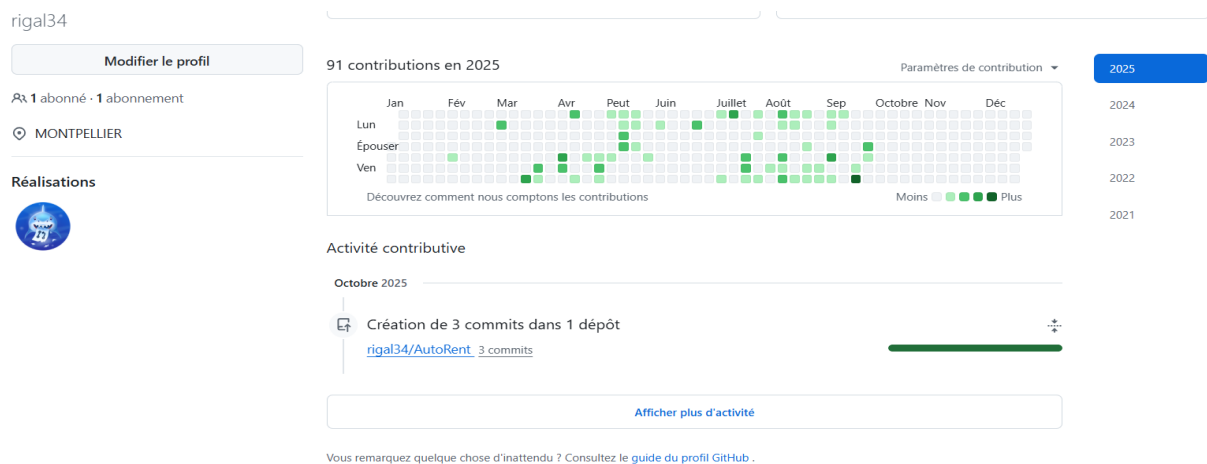 rigal34
Modifier le profil
1 abonné · 1 abonnement
MONTPELLIER
Réalisations
91 contributions en 2025
Paramètres de contribution
Jan Fév Mar Avr Peut Juin Juillet Août Sep Octobre Nov Déc
Lun
Épouser
Ven
Découvrez comment nous comptons les contributions
Moins Plus
Activité contributive
Octobre 2025
Création de 3 commits dans 1 dépôt
rigal34/AutoRent 3 commits
Afficher plus d'activité
Vous remarquez quelque chose d'inattendu ? Consultez le guide du profil GitHub .
2025
2024
2023
2022
2021